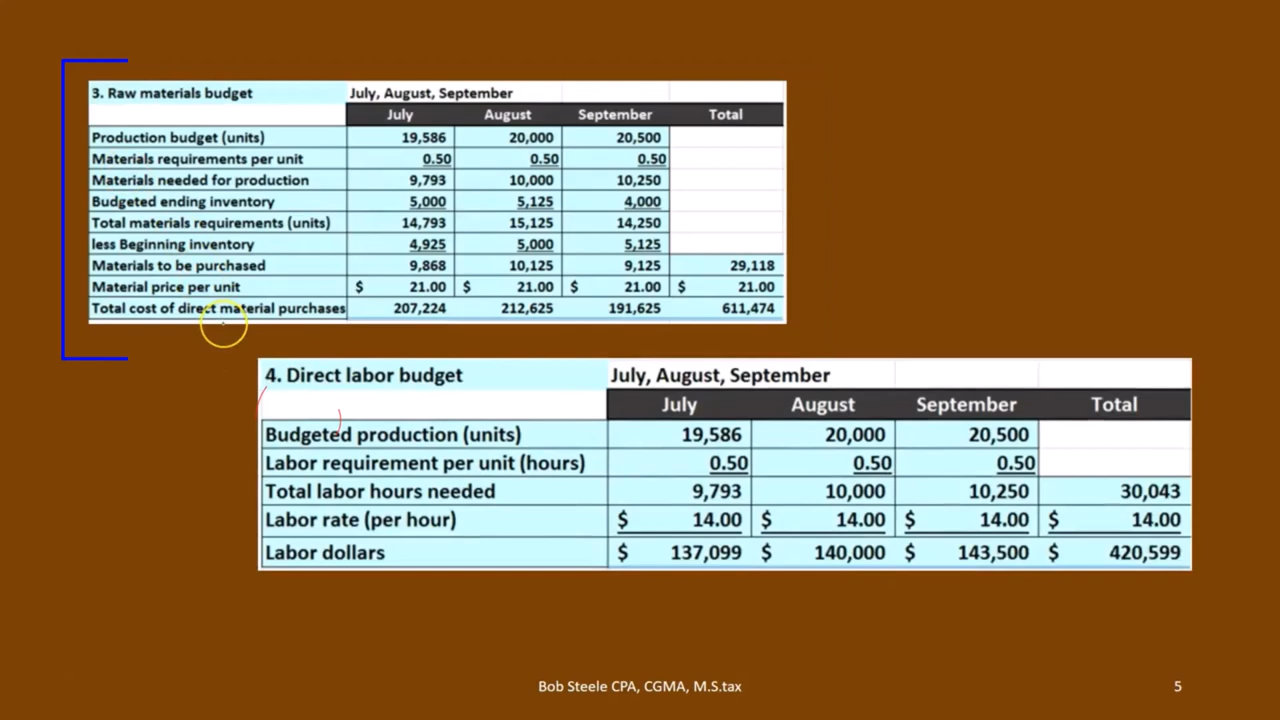 3. Raw materials budget July, August, September
July August September Total
Production budget (units) 19,586 20,000 20,500
Materials requirements per unit 0.50 0.50 0.50
Materials needed for production 9,793 10,000 10,250
Budgeted ending inventory 5,000 5,125 4,000
Total materials requirements (units) 14,793 15,125 14,250
less Beginning inventory 4,925 5,000 5,125
Materials to be purchased 9,868 10,125 9,125 29,118
Material price per unit $ 21.00 $ 21.00 $ 21.00 $ 21.00
Total cost of direct material purchases 207,224 212,625 191,625 611,474
4. Direct labor budget July, August, September
July August September Total
Budgeted production (units) 19,586 20,000 20,500
Labor requirement per unit (hours) 0.50 0.50 0.50
Total labor hours needed 9,793 10,000 10,250 30,043
Labor rate (per hour) $ 14.00 $ 14.00 $ 14.00 $ 14.00
Labor dollars $ 137,099 $ 140,000 $ 143,500 $ 420,599
Bob Steele CPA, CGMA, M.S.tax 5